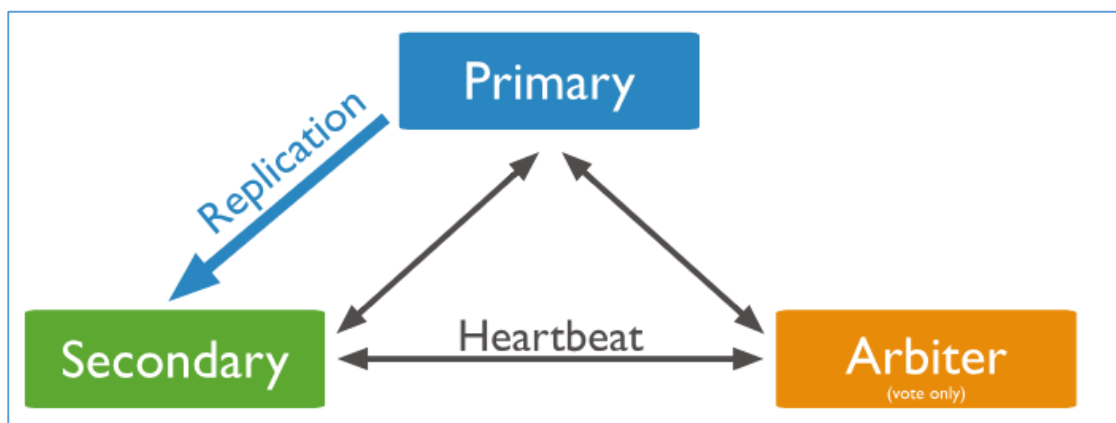 Primary
Replication
Heartbeat
Secondary
Arbiter
(vote only)